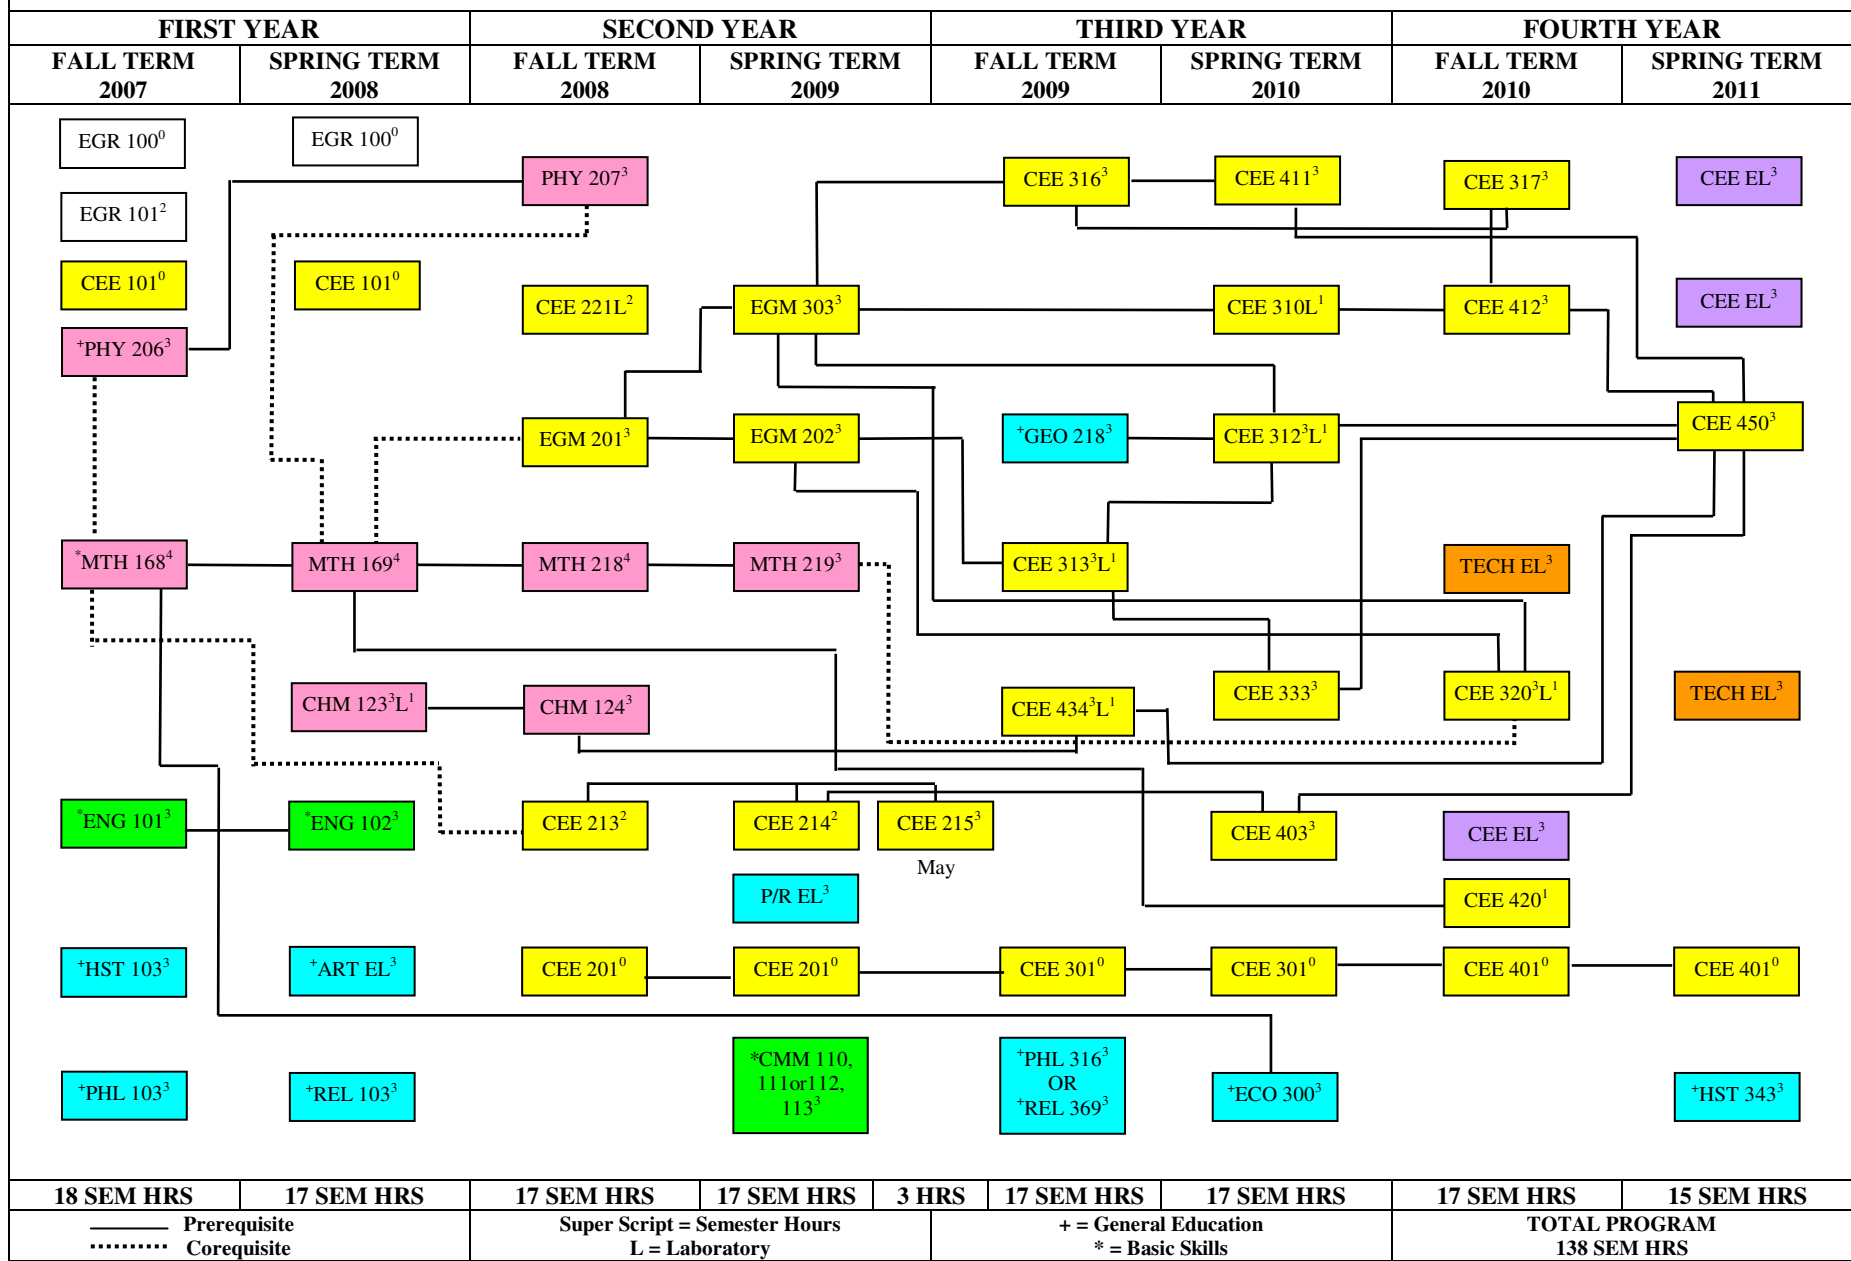 FIRST YEAR SECOND YEAR THIRD YEAR FOURTH YEAR
FALL TERM SPRING TERM FALL TERM SPRING TERM FALL TERM SPRING TERM FALL TERM SPRING TERM
2007 2008 2008 2009 2009 2010 2010 2011
EGR 100⁰ EGR 100⁰
PHY 207³ CEE 316³ CEE 411³ CEE 317³ CEE EL³
EGR 101²
CEE 101⁰ CEE 101⁰
CEE 221L² EGM 303³ CEE 310L¹ CEE 412³ CEE EL³
⁺PHY 206³
EGM 201³ EGM 202³ ⁺GEO 218³ CEE 312³L¹ CEE 450³
*MTH 168⁴ MTH 169⁴ MTH 218⁴ MTH 219³ CEE 313³L¹ TECH EL³
CHM 123³L¹ CHM 124³ CEE 434³L¹ CEE 333³ CEE 320³L¹ TECH EL³
*ENG 101³ *ENG 102³ CEE 213² CEE 214² CEE 215³ CEE 403³ CEE EL³
May
P/R EL³ CEE 420¹
⁺HST 103³ ⁺ART EL³ CEE 201⁰ CEE 201⁰ CEE 301⁰ CEE 301⁰ CEE 401⁰ CEE 401⁰
*CMM 110, ⁺PHL 316³
111or112, OR
113³ ⁺REL 369³
⁺PHL 103³ ⁺REL 103³ ⁺ECO 300³ ⁺HST 343³
18 SEM HRS 17 SEM HRS 17 SEM HRS 17 SEM HRS 3 HRS 17 SEM HRS 17 SEM HRS 17 SEM HRS 15 SEM HRS
Prerequisite Super Script = Semester Hours + = General Education TOTAL PROGRAM
Corequisite L = Laboratory * = Basic Skills 138 SEM HRS